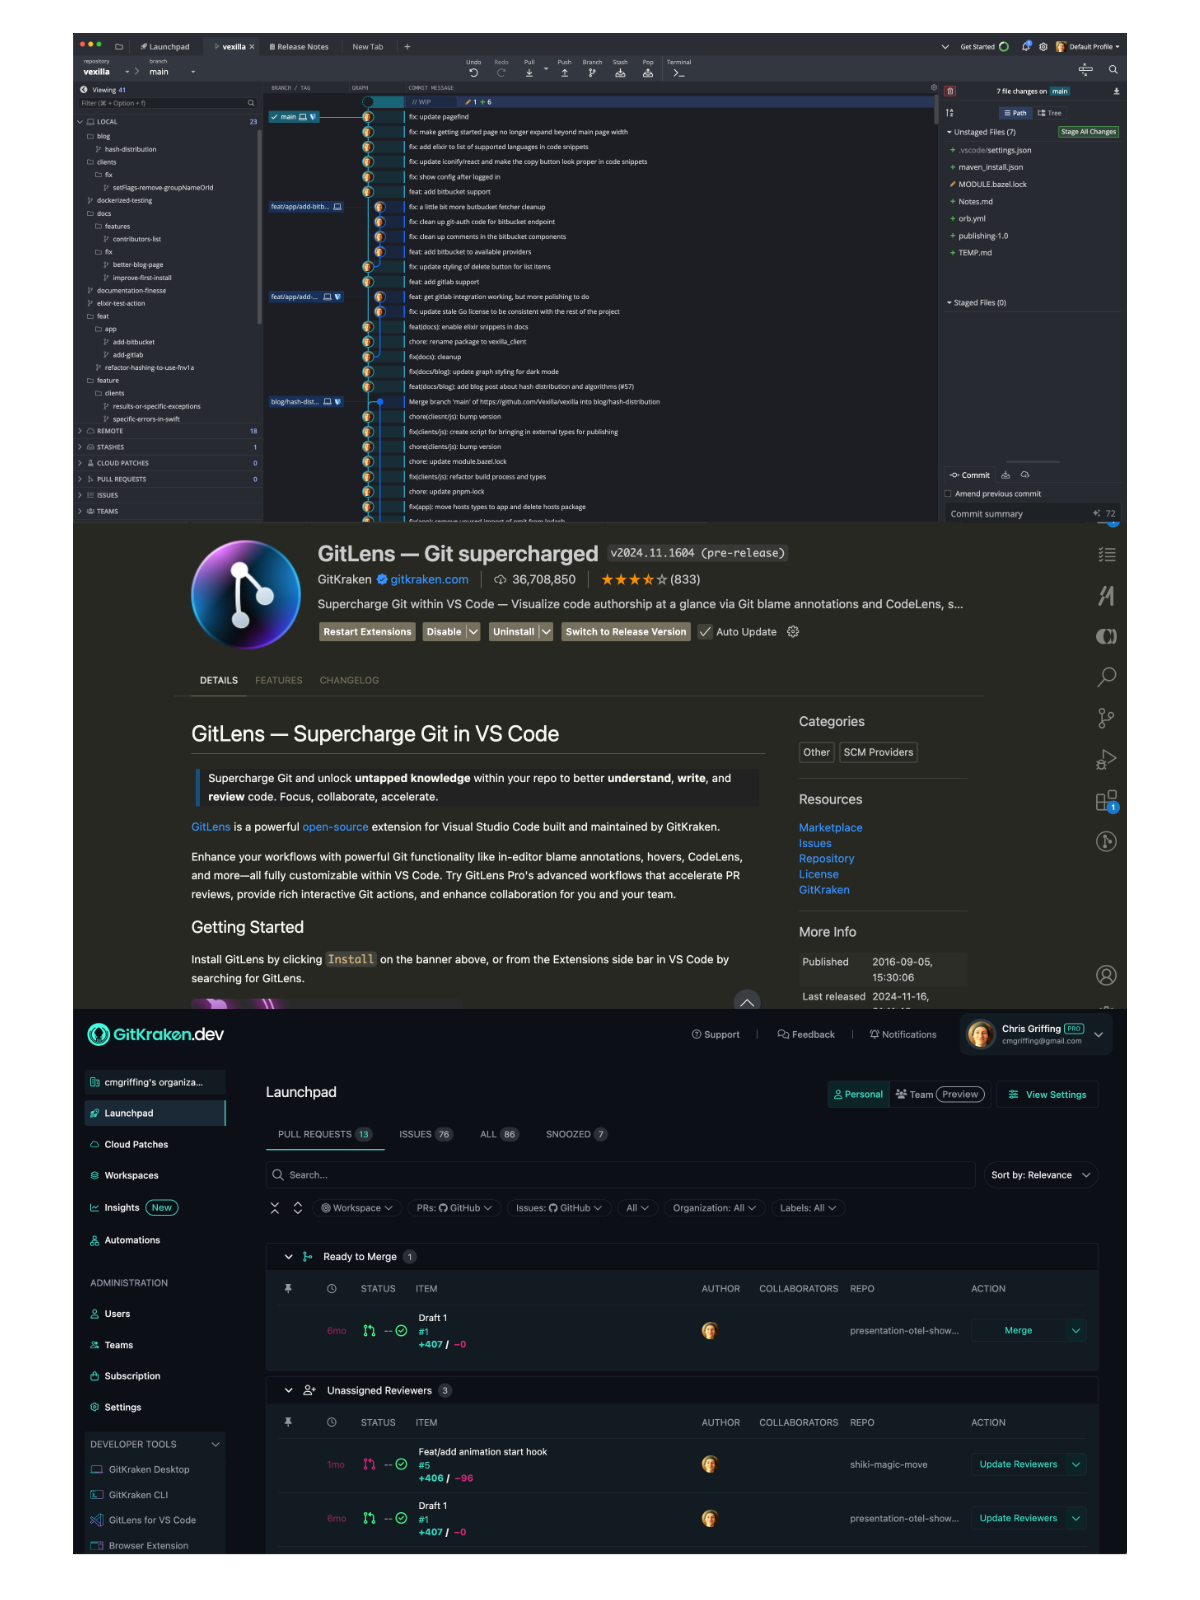 Launchpad
vexilla
Release Notes
New Tab
+
Get Started
Default Profile
repository
vexilla
branch
main
Undo
Redo
Pull
Push
Branch
Stash
Pop
Terminal
Viewing 41
Filter (⌘ + Option + f)
LOCAL 23
blog
hash-distribution
clients
fix
setFlags-remove-groupNameOrId
dockerized-testing
docs
features
contributors-list
fix
better-blog-page
improve-first-install
documentation-finesse
elixir-test-action
feat
app
add-bitbucket
add-gitlab
refactor-hashing-to-use-fnv1a
feature
clients
results-or-specific-exceptions
specific-errors-in-swift
REMOTE 18
STASHES 1
CLOUD PATCHES 0
PULL REQUESTS 0
ISSUES
TEAMS
BRANCH / TAG
GRAPH
COMMIT MESSAGE
// WIP 1 + 6
main
fix: update pagefind
fix: make getting started page no longer expand beyond main page width
fix: add elixir to list of supported languages in code snippets
fix: update iconify/react and make the copy button look proper in code snippets
fix: show config after logged in
feat: add bitbucket support
feat/app/add-bitb...
fix: a little bit more butbucket fetcher cleanup
fix: clean up git-auth code for bitbucket endpoint
fix: clean up comments in the bitbucket components
feat: add bitbucket to available providers
fix: update styling of delete button for list items
feat: add gitlab support
feat/app/add-...
feat: get gitlab integration working, but more polishing to do
fix: update stale Go license to be consistent with the rest of the project
feat(docs): enable elixir snippets in docs
chore: rename package to vexilla_client
fix(docs): cleanup
fix(docs/blog): update graph styling for dark mode
feat(docs/blog): add blog post about hash distribution and algorithms (#57)
blog/hash-dist...
Merge branch 'main' of https://github.com/Vexilla/vexilla into blog/hash-distribution
chore(cliesnt/js): bump version
fix(clients/js): create script for bringing in external types for publishing
chore(clients/js): bump version
chore: update module.bazel.lock
fix(clients/js): refactor build process and types
chore: update pnpm-lock
fix(app): move hosts types to app and delete hosts package
fix(app): remove unused import of omit from lodash
7 file changes on main
Path
Tree
Unstaged Files (7)
Stage All Changes
+ .vscode/settings.json
+ maven_install.json
MODULE.bazel.lock
+ Notes.md
+ orb.yml
+ publishing-1.0
+ TEMP.md
Staged Files (0)
Commit
Amend previous commit
Commit summary 72
GitLens — Git supercharged v2024.11.1604 (pre-release)
GitKraken gitkraken.com 36,708,850 (833)
Supercharge Git within VS Code — Visualize code authorship at a glance via Git blame annotations and CodeLens, s...
Restart Extensions
Disable
Uninstall
Switch to Release Version
Auto Update
DETAILS
FEATURES
CHANGELOG
GitLens — Supercharge Git in VS Code
Supercharge Git and unlock untapped knowledge within your repo to better understand, write, and
review code. Focus, collaborate, accelerate.
GitLens is a powerful open-source extension for Visual Studio Code built and maintained by GitKraken.
Enhance your workflows with powerful Git functionality like in-editor blame annotations, hovers, CodeLens,
and more—all fully customizable within VS Code. Try GitLens Pro's advanced workflows that accelerate PR
reviews, provide rich interactive Git actions, and enhance collaboration for you and your team.
Getting Started
Install GitLens by clicking Install on the banner above, or from the Extensions side bar in VS Code by
searching for GitLens.
Categories
Other
SCM Providers
Resources
Marketplace
Issues
Repository
License
GitKraken
More Info
Published 2016-09-05,
15:30:06
Last released 2024-11-16,
1
GitKraken.dev
Support
Feedback
Notifications
Chris Griffing PRO
cmgriffing@gmail.com
cmgriffing's organiza...
Launchpad
Cloud Patches
Workspaces
Insights New
Automations
ADMINISTRATION
Users
Teams
Subscription
Settings
DEVELOPER TOOLS
GitKraken Desktop
GitKraken CLI
GitLens for VS Code
Browser Extension
Launchpad
Personal
Team Preview
View Settings
PULL REQUESTS 13
ISSUES 76
ALL 86
SNOOZED 7
Search...
Sort by: Relevance
Workspace
PRs: GitHub
Issues: GitHub
All
Organization: All
Labels: All
Ready to Merge 1
STATUS ITEM AUTHOR COLLABORATORS REPO ACTION
Draft 1
6mo -- #1 presentation-otel-show... Merge
+407 / −0
Unassigned Reviewers 3
STATUS ITEM AUTHOR COLLABORATORS REPO ACTION
Feat/add animation start hook
1mo -- #5 shiki-magic-move Update Reviewers
+406 / −96
Draft 1
6mo -- #1 presentation-otel-show... Update Reviewers
+407 / −0